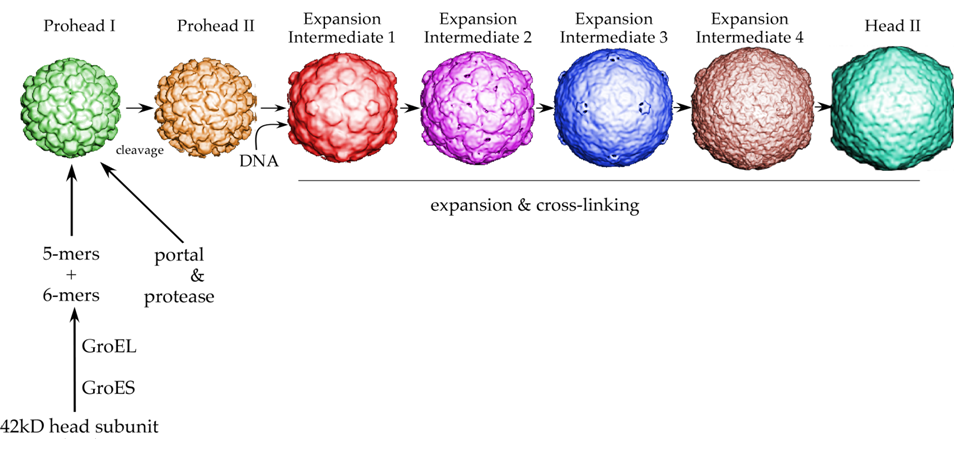 Prohead I
Prohead II
Expansion
Intermediate 1
Expansion
Intermediate 2
Expansion
Intermediate 3
Expansion
Intermediate 4
Head II
cleavage
DNA
expansion & cross-linking
5-mers
+
6-mers
portal
&
protease
GroEL
GroES
42kD head subunit